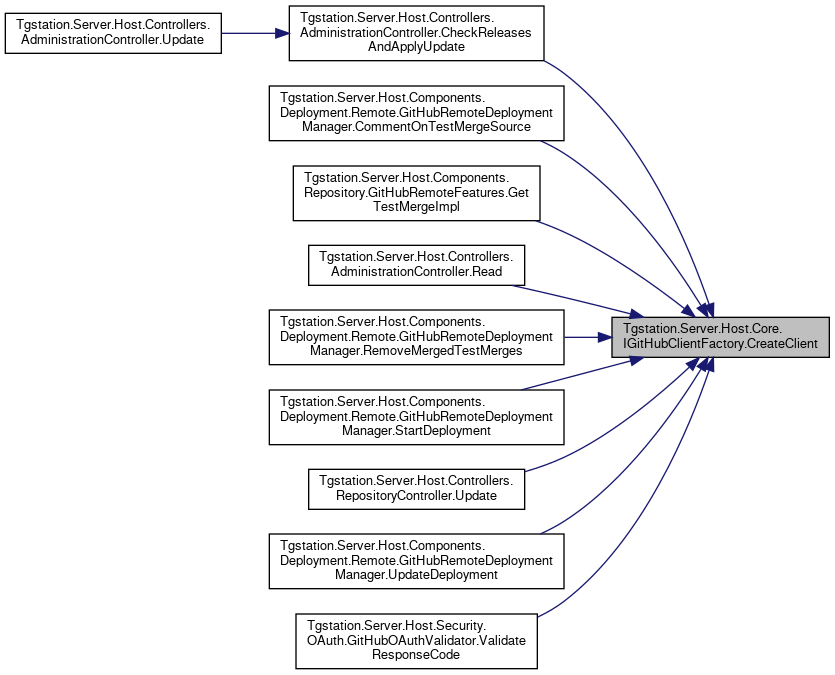 Tgstation.Server.Host.Controllers.
AdministrationController.Update
Tgstation.Server.Host.Controllers.
AdministrationController.CheckReleases
AndApplyUpdate
Tgstation.Server.Host.Components.
Deployment.Remote.GitHubRemoteDeployment
Manager.CommentOnTestMergeSource
Tgstation.Server.Host.Components.
Repository.GitHubRemoteFeatures.Get
TestMergeImpl
Tgstation.Server.Host.Controllers.
AdministrationController.Read
Tgstation.Server.Host.Components.
Deployment.Remote.GitHubRemoteDeployment
Manager.RemoveMergedTestMerges
Tgstation.Server.Host.Components.
Deployment.Remote.GitHubRemoteDeployment
Manager.StartDeployment
Tgstation.Server.Host.Controllers.
RepositoryController.Update
Tgstation.Server.Host.Components.
Deployment.Remote.GitHubRemoteDeployment
Manager.UpdateDeployment
Tgstation.Server.Host.Security.
OAuth.GitHubOAuthValidator.Validate
ResponseCode
Tgstation.Server.Host.Core.
IGitHubClientFactory.CreateClient